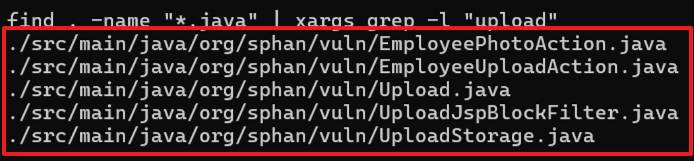 find . -name "*.java" | xargs grep -l "upload"
./src/main/java/org/sphan/vuln/EmployeePhotoAction.java
./src/main/java/org/sphan/vuln/EmployeeUploadAction.java
./src/main/java/org/sphan/vuln/Upload.java
./src/main/java/org/sphan/vuln/UploadJspBlockFilter.java
./src/main/java/org/sphan/vuln/UploadStorage.java